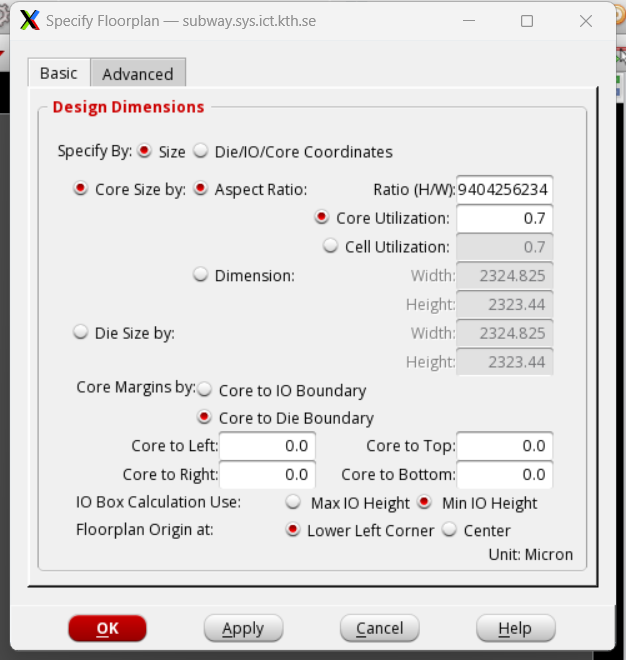 Specify Floorplan — subway.sys.ict.kth.se
Basic Advanced
Design Dimensions
Specify By: Size Die/IO/Core Coordinates
Core Size by: Aspect Ratio: Ratio (H/W): 9404256234
Core Utilization: 0.7
Cell Utilization: 0.7
Dimension: Width: 2324.825
Height: 2323.44
Die Size by: Width: 2324.825
Height: 2323.44
Core Margins by: Core to IO Boundary
Core to Die Boundary
Core to Left: 0.0 Core to Top: 0.0
Core to Right: 0.0 Core to Bottom: 0.0
IO Box Calculation Use: Max IO Height Min IO Height
Floorplan Origin at: Lower Left Corner Center
Unit: Micron
OK Apply Cancel Help